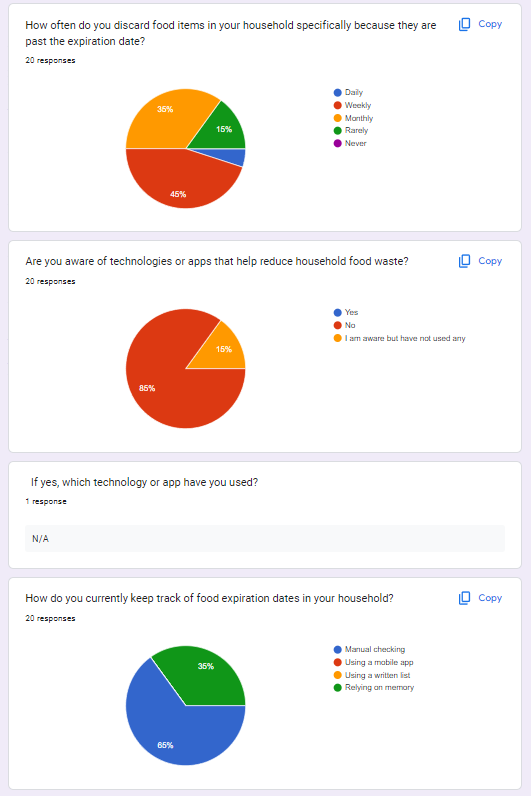 How often do you discard food items in your household specifically because they are
past the expiration date?
Copy
20 responses
35%
15%
45%
Daily
Weekly
Monthly
Rarely
Never
Are you aware of technologies or apps that help reduce household food waste?
Copy
20 responses
15%
85%
Yes
No
I am aware but have not used any
If yes, which technology or app have you used?
1 response
N/A
How do you currently keep track of food expiration dates in your household?
Copy
20 responses
35%
65%
Manual checking
Using a mobile app
Using a written list
Relying on memory